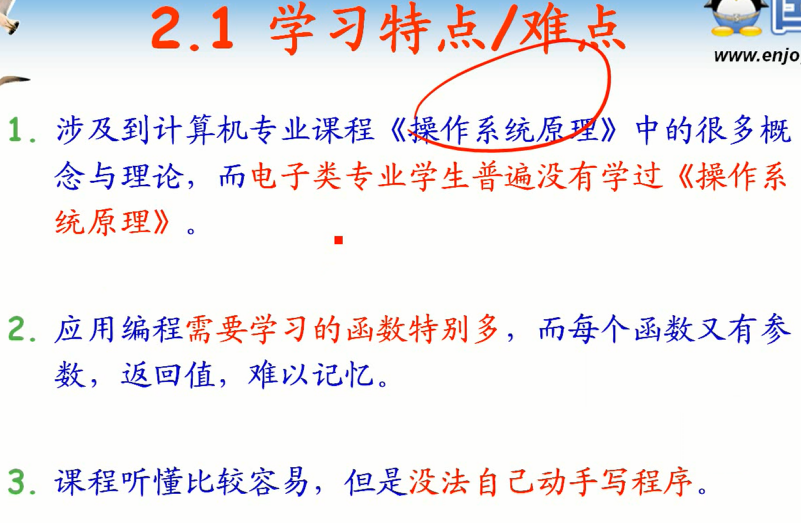 2.1 学习特点/难点
www.enjo
1. 涉及到计算机专业课程《操作系统原理》中的很多概
念与理论，而电子类专业学生普遍没有学过《操作系
统原理》。
2. 应用编程需要学习的函数特别多，而每个函数又有参
数，返回值，难以记忆。
3. 课程听懂比较容易，但是没法自己动手写程序。